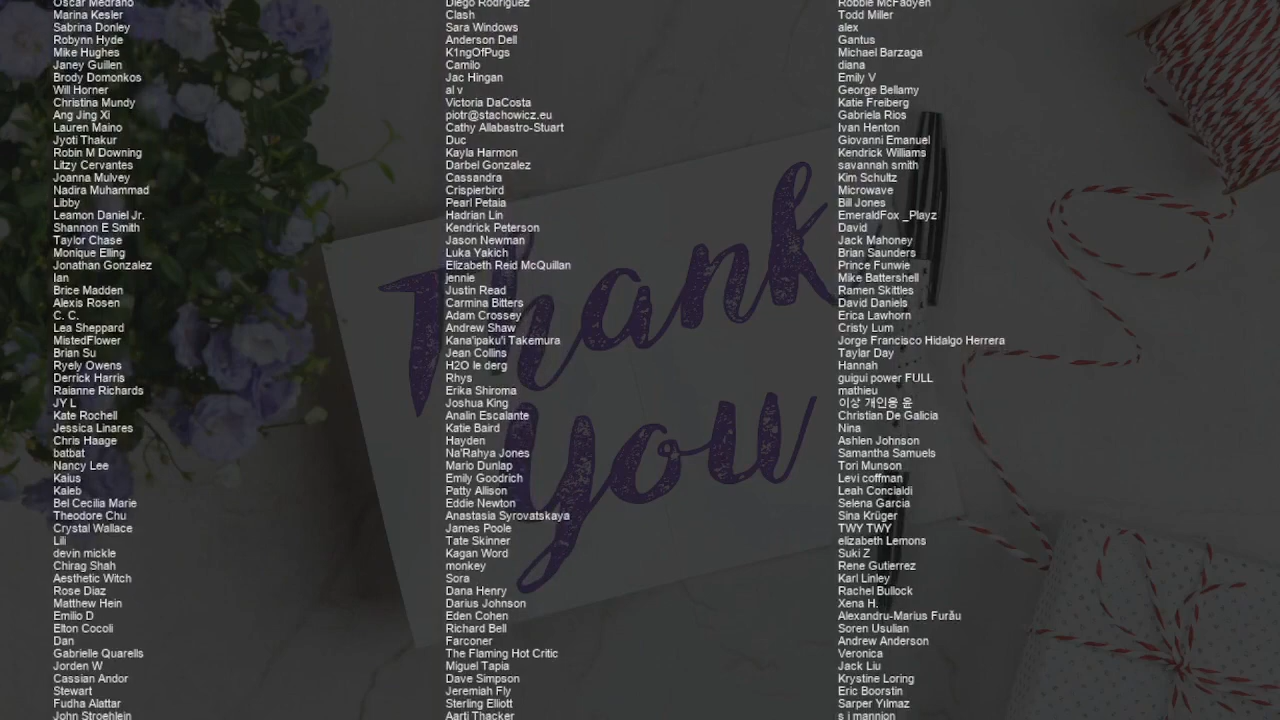 Oscar Medrano
Marina Kesler
Sabrina Donley
Robynn Hyde
Mike Hughes
Janey Guillen
Brody Domonkos
Will Horner
Christina Mundy
Ang Jing Xi
Lauren Maino
Jyoti Thakur
Robin M Downing
Litzy Cervantes
Joanna Mulvey
Nadira Muhammad
Libby
Leamon Daniel Jr.
Shannon E Smith
Taylor Chase
Monique Elling
Jonathan Gonzalez
Ian
Brice Madden
Alexis Rosen
C. C.
Lea Sheppard
MistedFlower
Brian Su
Ryely Owens
Derrick Harris
Raianne Richards
JY L
Kate Rochell
Jessica Linares
Chris Haage
batbat
Nancy Lee
Kaius
Kaleb
Bel Cecilia Marie
Theodore Chu
Crystal Wallace
Lili
devin mickle
Chirag Shah
Aesthetic Witch
Rose Diaz
Matthew Hein
Emilio D
Elton Cocoli
Dan
Gabrielle Quarells
Jorden W
Cassian Andor
Stewart
Fudha Alattar
John Stroehlein
Diego Rodriguez
Clash
Sara Windows
Anderson Dell
K1ngOfPugs
Camilo
Jac Hingan
al v
Victoria DaCosta
piotr@stachowicz.eu
Cathy Allabastro-Stuart
Duc
Kayla Harmon
Darbel Gonzalez
Cassandra
Crispierbird
Pearl Petaia
Hadrian Lin
Kendrick Peterson
Jason Newman
Luka Yakich
Elizabeth Reid McQuillan
jennie
Justin Read
Carmina Bitters
Adam Crossey
Andrew Shaw
Kana'ipaku'i Takemura
Jean Collins
H2O le derg
Rhys
Erika Shiroma
Joshua King
Analin Escalante
Katie Baird
Hayden
Na'Rahya Jones
Mario Dunlap
Emily Goodrich
Patty Allison
Eddie Newton
Anastasia Syrovatskaya
James Poole
Tate Skinner
Kagan Word
monkey
Sora
Dana Henry
Darius Johnson
Eden Cohen
Richard Bell
Farconer
The Flaming Hot Critic
Miguel Tapia
Dave Simpson
Jeremiah Fly
Sterling Elliott
Aarti Thacker
Robbie McFadyen
Todd Miller
alex
Gantus
Michael Barzaga
diana
Emily V
George Bellamy
Katie Freiberg
Gabriela Rios
Ivan Henton
Giovanni Emanuel
Kendrick Williams
savannah smith
Kim Schultz
Microwave
Bill Jones
EmeraldFox _Playz
David
Jack Mahoney
Brian Saunders
Prince Funwie
Mike Battershell
Ramen Skittles
David Daniels
Erica Lawhorn
Cristy Lum
Jorge Francisco Hidalgo Herrera
Taylar Day
Hannah
guigui power FULL
mathieu
이상 개인용 윤
Christian De Galicia
Nina
Ashlen Johnson
Samantha Samuels
Tori Munson
Levi coffman
Leah Concialdi
Selena Garcia
Sina Krüger
TWY TWY
elizabeth Lemons
Suki Z
Rene Gutierrez
Karl Linley
Rachel Bullock
Xena H.
Alexandru-Marius Furău
Soren Usulian
Andrew Anderson
Veronica
Jack Liu
Krystine Loring
Eric Boorstin
Sarper Yılmaz
s j mannion
Thank
you